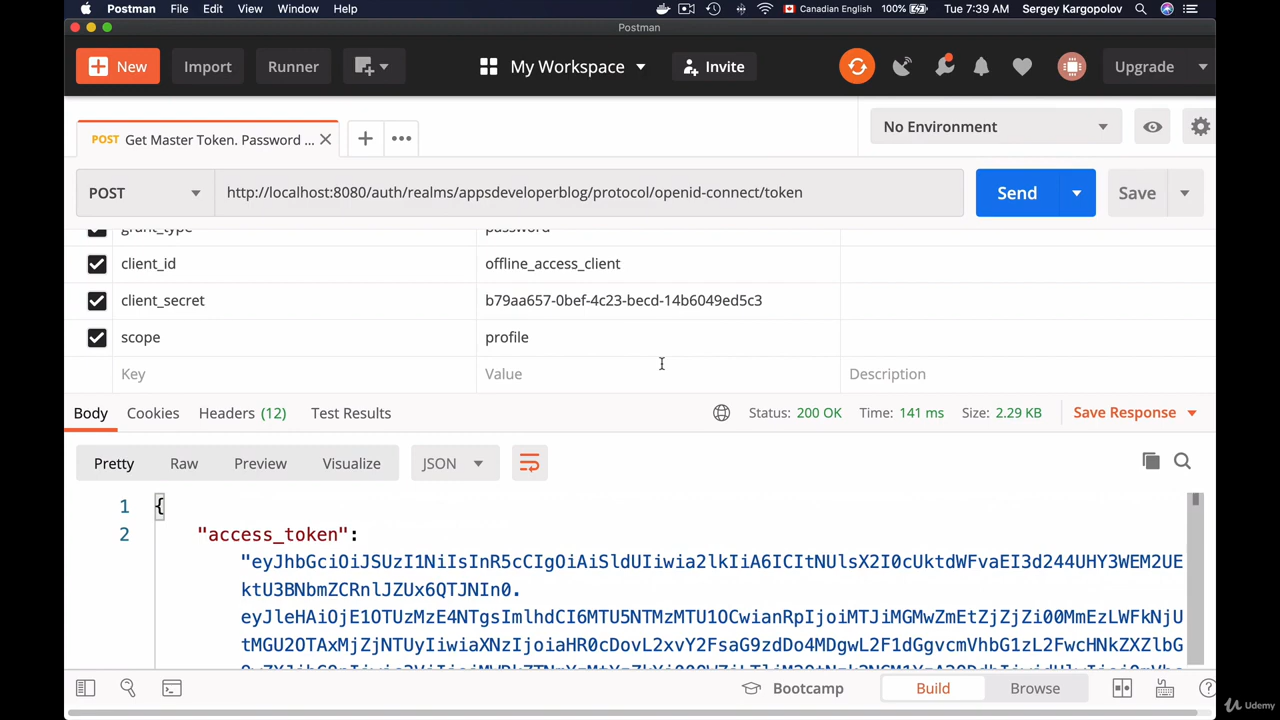 Postman File Edit View Window Help Canadian English 100% Tue 7:39 AM Sergey Kargopolov
Postman
New Import Runner My Workspace Invite Upgrade
POST Get Master Token. Password ... No Environment
POST http://localhost:8080/auth/realms/appsdeveloperblog/protocol/openid-connect/token Send Save
grant_type password
client_id offline_access_client
client_secret b79aa657-0bef-4c23-becd-14b6049ed5c3
scope profile
Key Value Description
Body Cookies Headers (12) Test Results Status: 200 OK Time: 141 ms Size: 2.29 KB Save Response
Pretty Raw Preview Visualize JSON
1 {
2 "access_token":
"eyJhbGciOiJSUzI1NiIsInR5cCIgOiAiSldUIiwia2lkIiA6ICItNUlsX2I0cUktdWFvaEI3d244UHY3WEM2UE
ktU3BNbmZCRnlJZUx6QTJNIn0.
eyJleHAiOjE1OTUzMzE4NTgsImlhdCI6MTU5NTMzMTU1OCwianRpIjoiMTJiMGMwZmEtZjZjZi00MmEzLWFkNjU
tMGU2OTAxMjZjNTUyIiwiaXNzIjoiaHR0cDovL2xvY2FsaG9zdDo4MDgwL2F1dGgvcmVhbG1zL2FwcHNkZXZlbG
Bootcamp Build Browse
Udemy